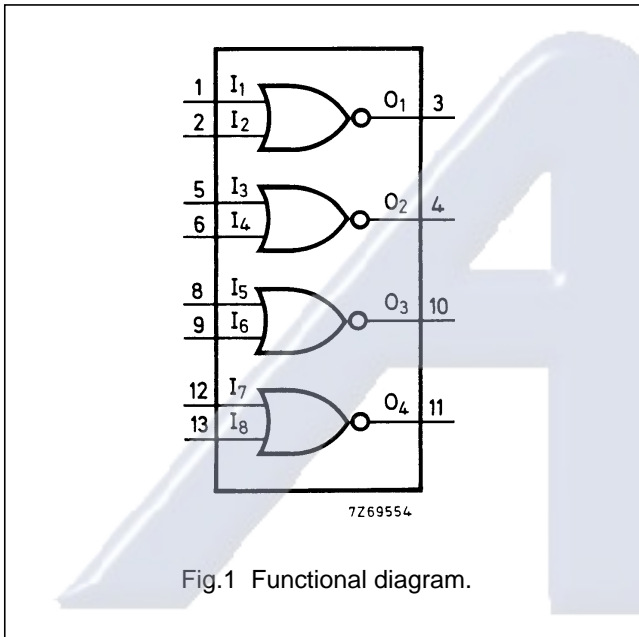 1 I1 O1 3
2 I2
5 I3 O2 4
6 I4
8 I5 O3 10
9 I6
12 I7 O4 11
13 I8
7Z69554
Fig.1 Functional diagram.